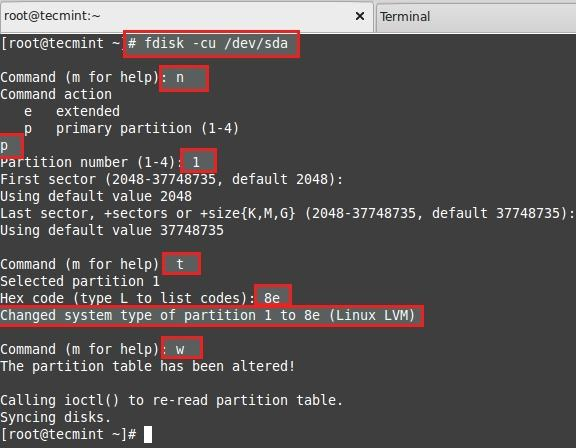 root@tecmint:~ × Terminal
[root@tecmint ~]# fdisk -cu /dev/sda
Command (m for help): n
Command action
e extended
p primary partition (1-4)
p
Partition number (1-4): 1
First sector (2048-37748735, default 2048):
Using default value 2048
Last sector, +sectors or +size{K,M,G} (2048-37748735, default 37748735):
Using default value 37748735
Command (m for help) t
Selected partition 1
Hex code (type L to list codes): 8e
Changed system type of partition 1 to 8e (Linux LVM)
Command (m for help): w
The partition table has been altered!
Calling ioctl() to re-read partition table.
Syncing disks.
[root@tecmint ~]#